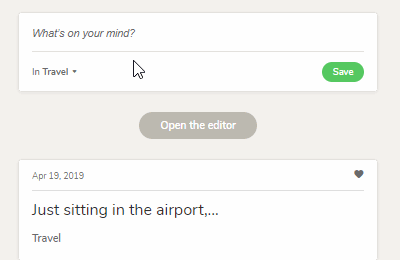 What's on your mind?
In Travel
Save
Open the editor
Apr 19, 2019
Just sitting in the airport,...
Travel